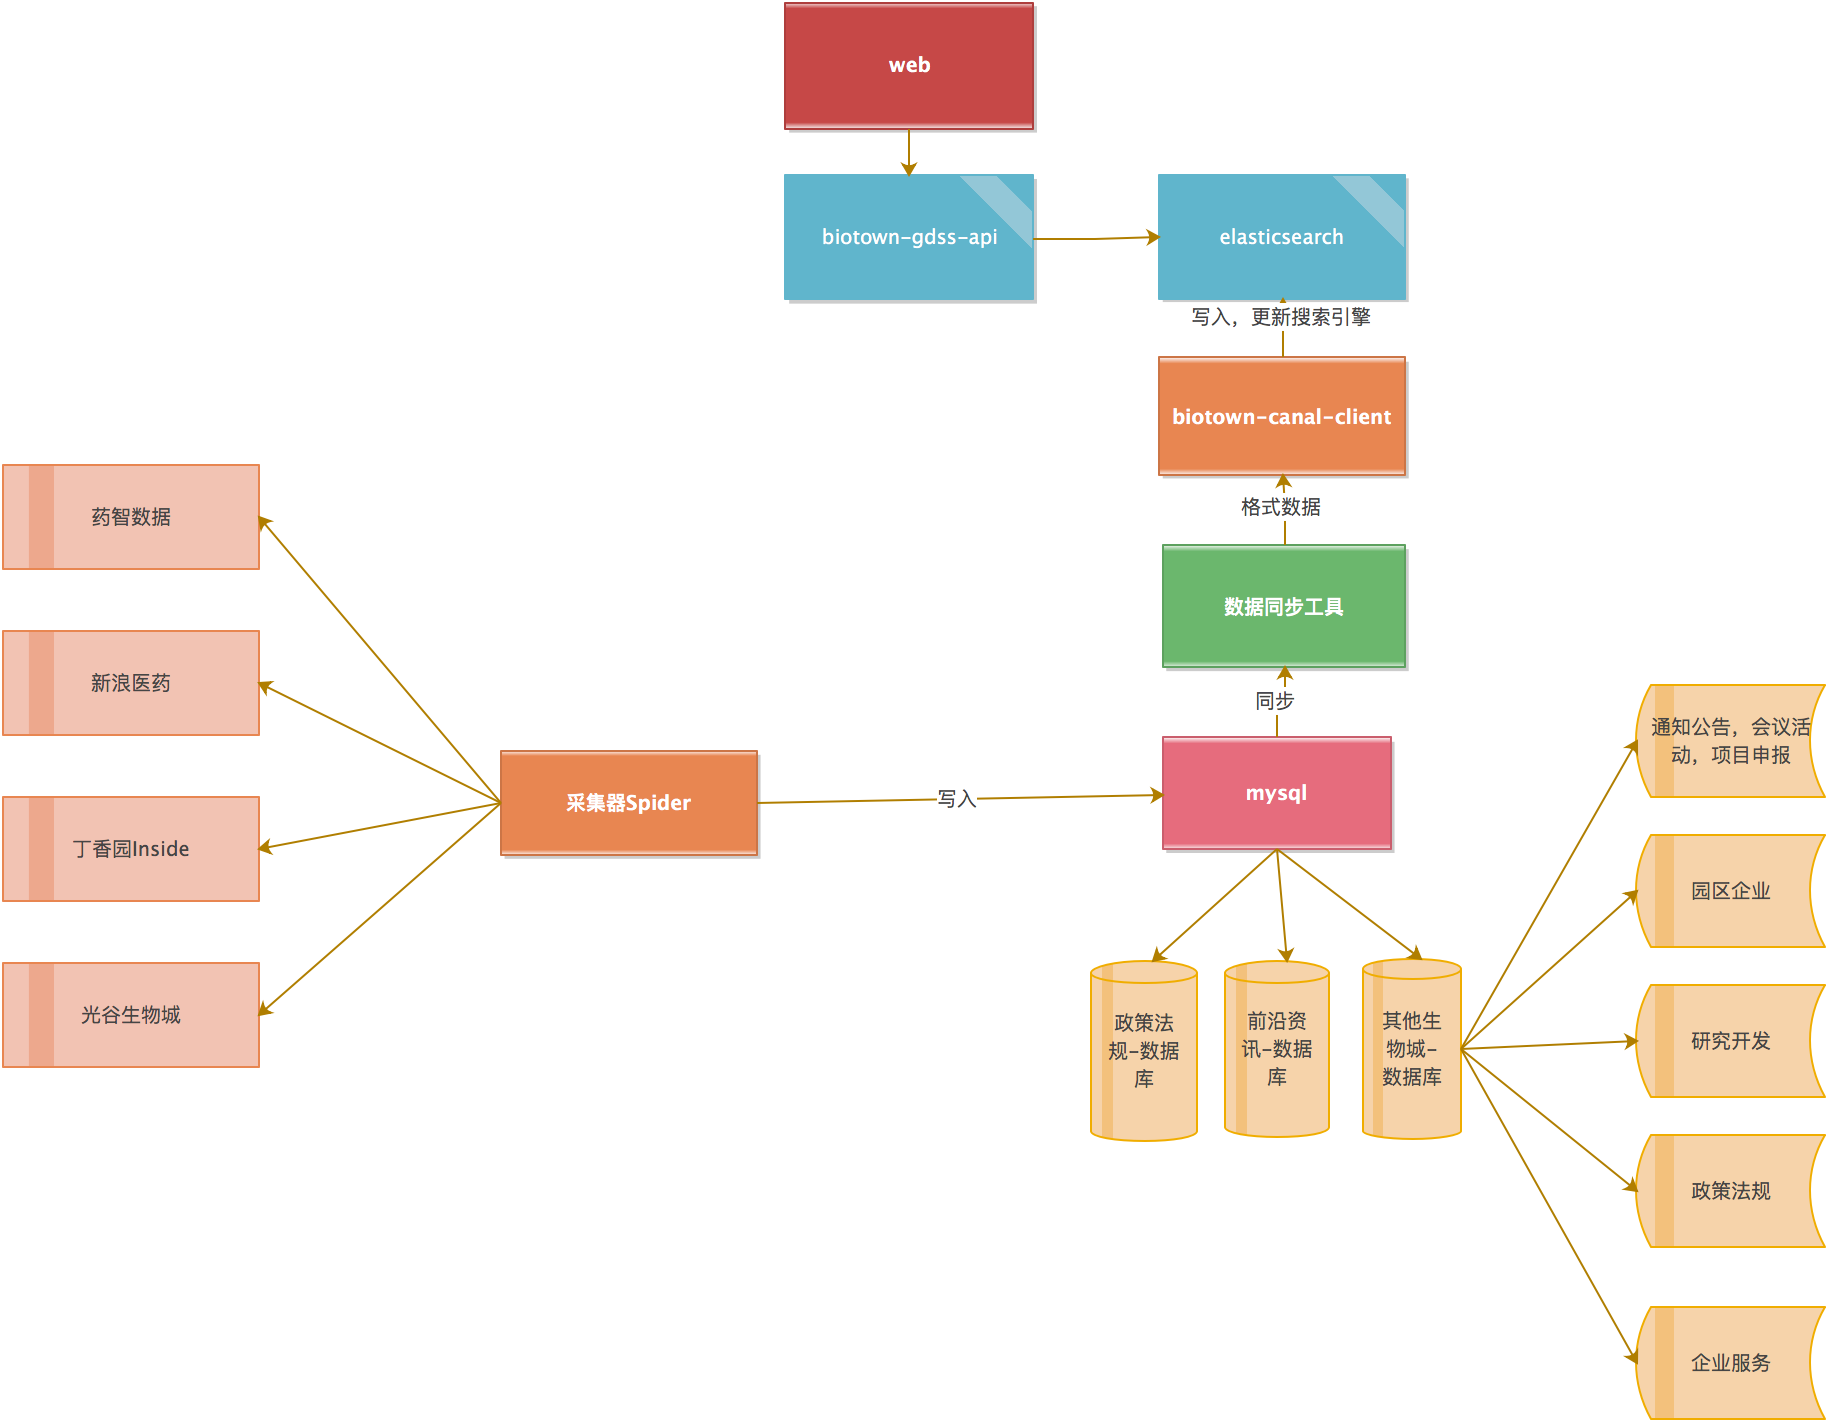 web
biotown-gdss-api
elasticsearch
写入，更新搜索引擎
biotown-canal-client
格式数据
数据同步工具
同步
mysql
药智数据
新浪医药
丁香园Inside
光谷生物城
采集器Spider
写入
政策法
规-数据
库
前沿资
讯-数据
库
其他生
物城-
数据库
通知公告，会议活
动，项目申报
园区企业
研究开发
政策法规
企业服务